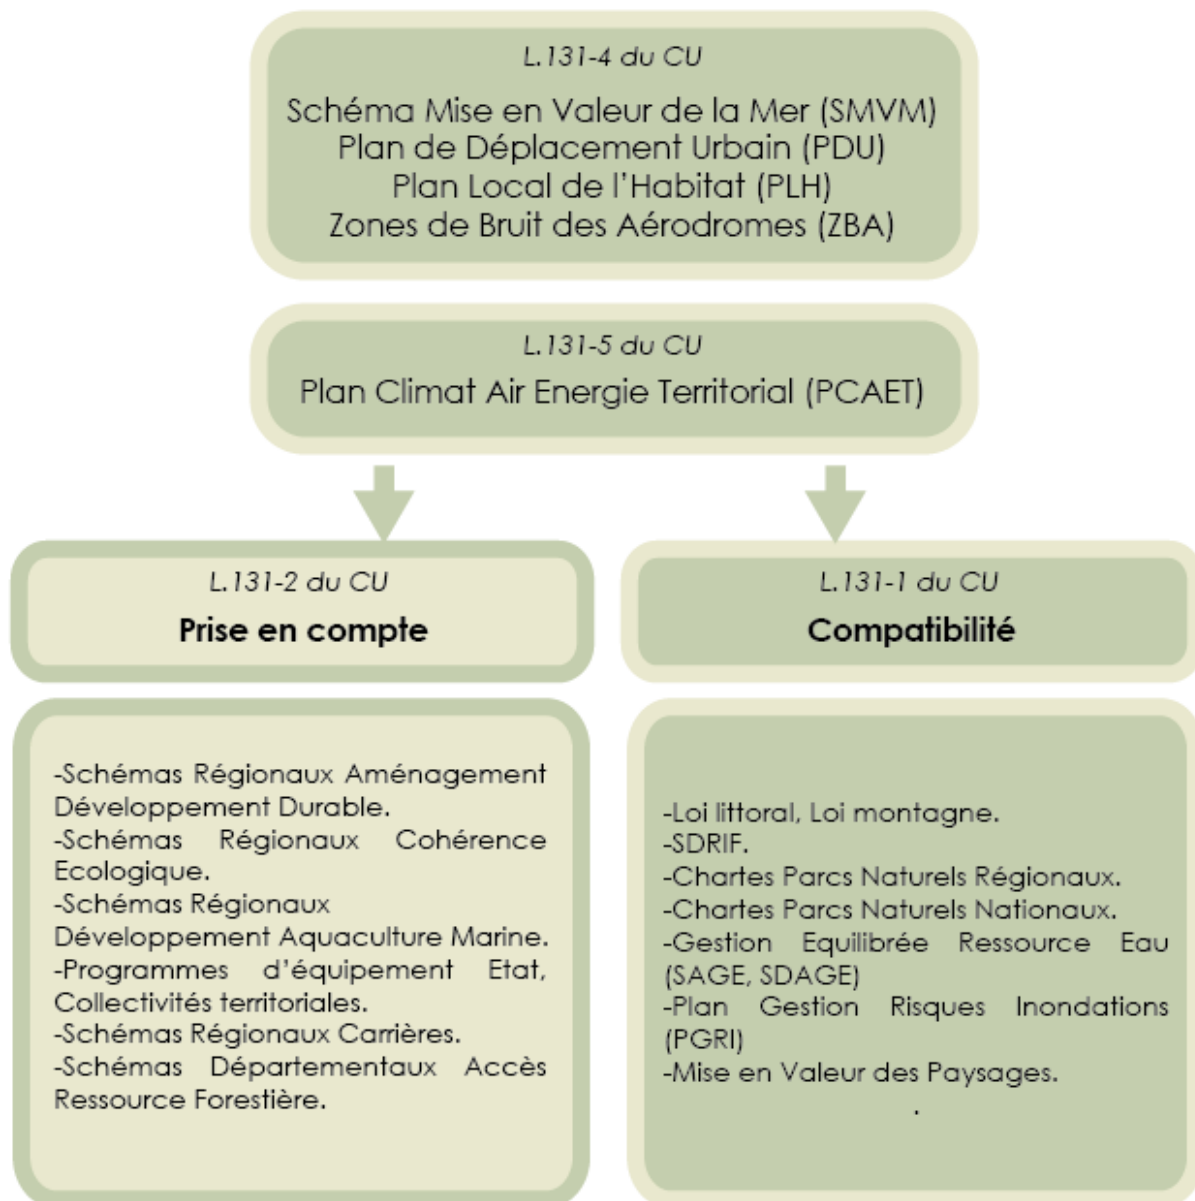 L.131-4 du CU
Schéma Mise en Valeur de la Mer (SMVM)
Plan de Déplacement Urbain (PDU)
Plan Local de l'Habitat (PLH)
Zones de Bruit des Aérodromes (ZBA)
L.131-5 du CU
Plan Climat Air Energie Territorial (PCAET)
L.131-2 du CU
Prise en compte
-Schémas Régionaux Aménagement
Développement Durable.
-Schémas Régionaux Cohérence
Ecologique.
-Schémas Régionaux
Développement Aquaculture Marine.
-Programmes d'équipement Etat,
Collectivités territoriales.
-Schémas Régionaux Carrières.
-Schémas Départementaux Accès
Ressource Forestière.
L.131-1 du CU
Compatibilité
-Loi littoral, Loi montagne.
-SDRIF.
-Chartes Parcs Naturels Régionaux.
-Chartes Parcs Naturels Nationaux.
-Gestion Equilibrée Ressource Eau
(SAGE, SDAGE)
-Plan Gestion Risques Inondations
(PGRI)
-Mise en Valeur des Paysages.
.